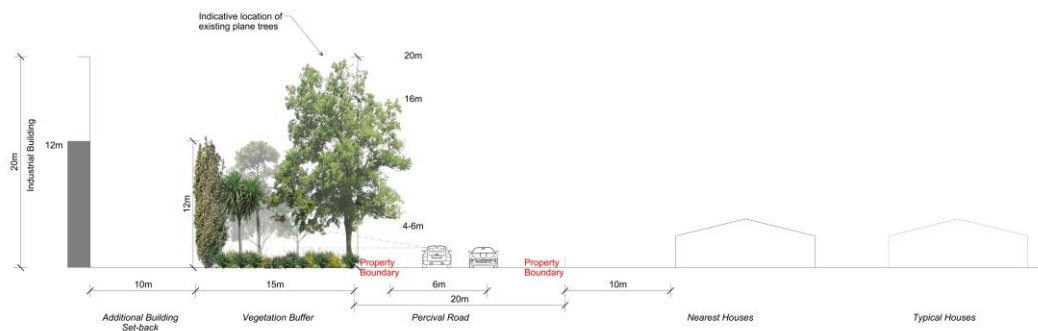 Indicative location of
existing plane trees
20m
16m
20m
Industrial Building
12m
12m
4-6m
Property
Boundary
Property
Boundary
10m
15m
6m
10m
20m
Additional Building
Set-back
Vegetation Buffer
Percival Road
Nearest Houses
Typical Houses